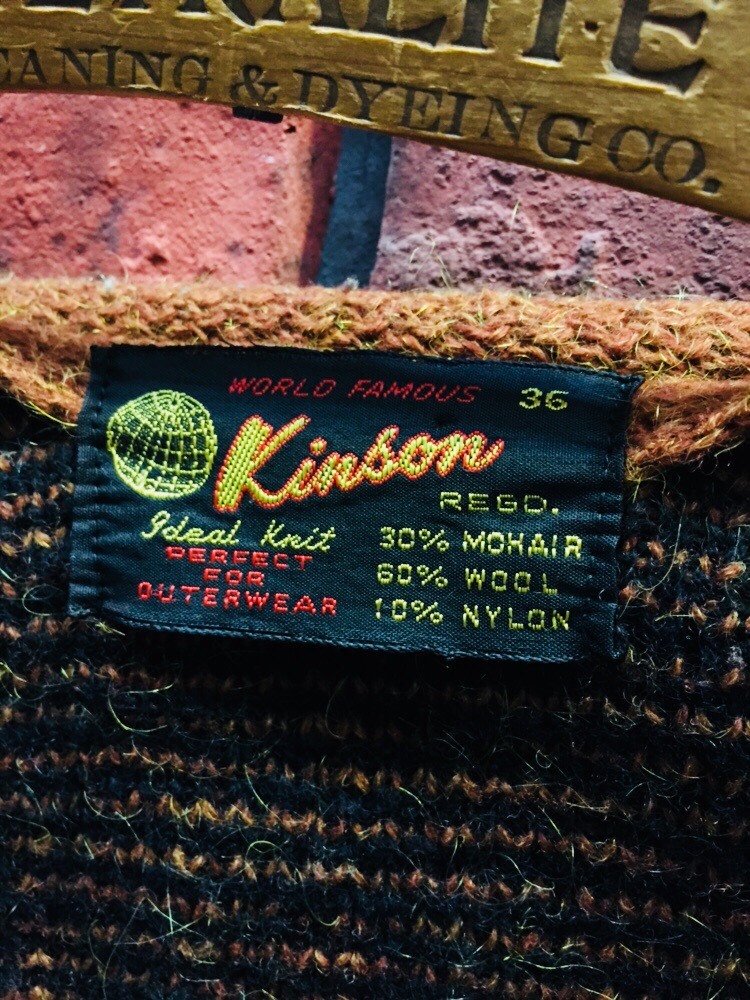 CANING & DYEING CO.
WORLD FAMOUS 36
Kinson
REGD.
Ideal Knit
PERFECT
FOR
OUTERWEAR
30% MOHAIR
60% WOOL
10% NYLON